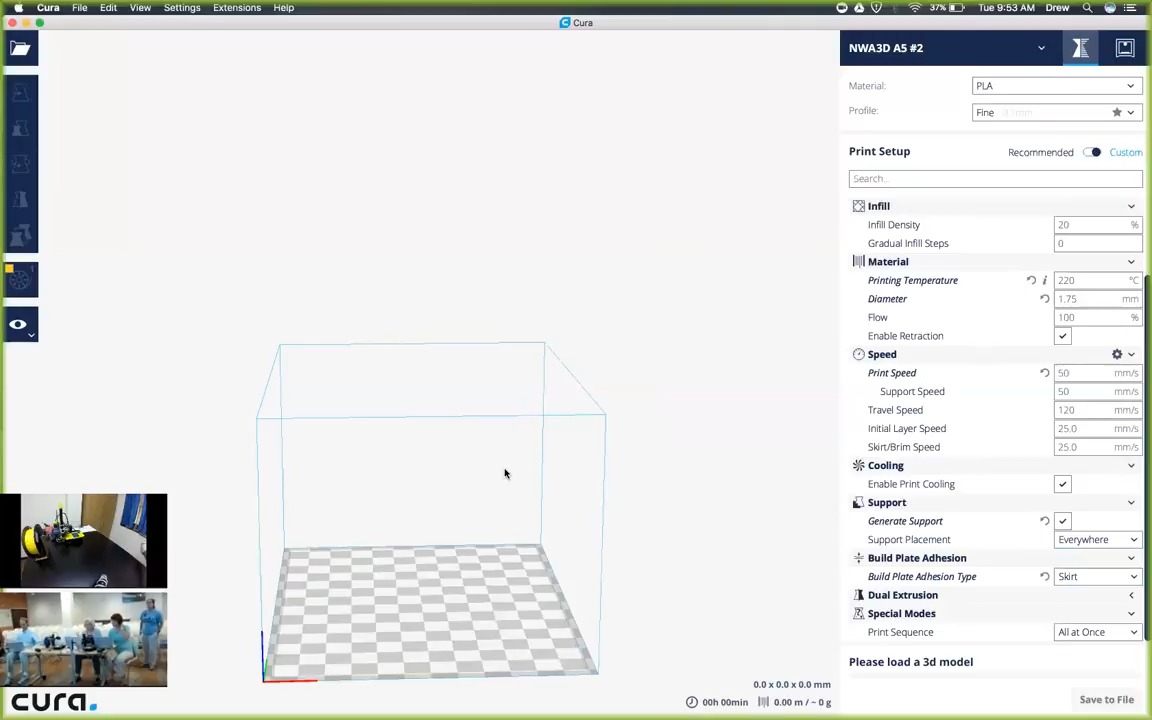 Cura File Edit View Settings Extensions Help 37% Tue 9:53 AM Drew
Cura
NWA3D A5 #2
Material: PLA
Profile: Fine
Print Setup Recommended Custom
Search...
Infill
Infill Density 20 %
Gradual Infill Steps 0
Material
Printing Temperature i 220 °C
Diameter 1.75 mm
Flow 100 %
Enable Retraction
Speed
Print Speed 50 mm/s
Support Speed 50 mm/s
Travel Speed 120 mm/s
Initial Layer Speed 25.0 mm/s
Skirt/Brim Speed 25.0 mm/s
Cooling
Enable Print Cooling
Support
Generate Support
Support Placement Everywhere
Build Plate Adhesion
Build Plate Adhesion Type Skirt
Dual Extrusion
Special Modes
Print Sequence All at Once
Please load a 3d model
0.0 x 0.0 x 0.0 mm
00h 00min 0.00 m / ~ 0 g
Save to File
cura.